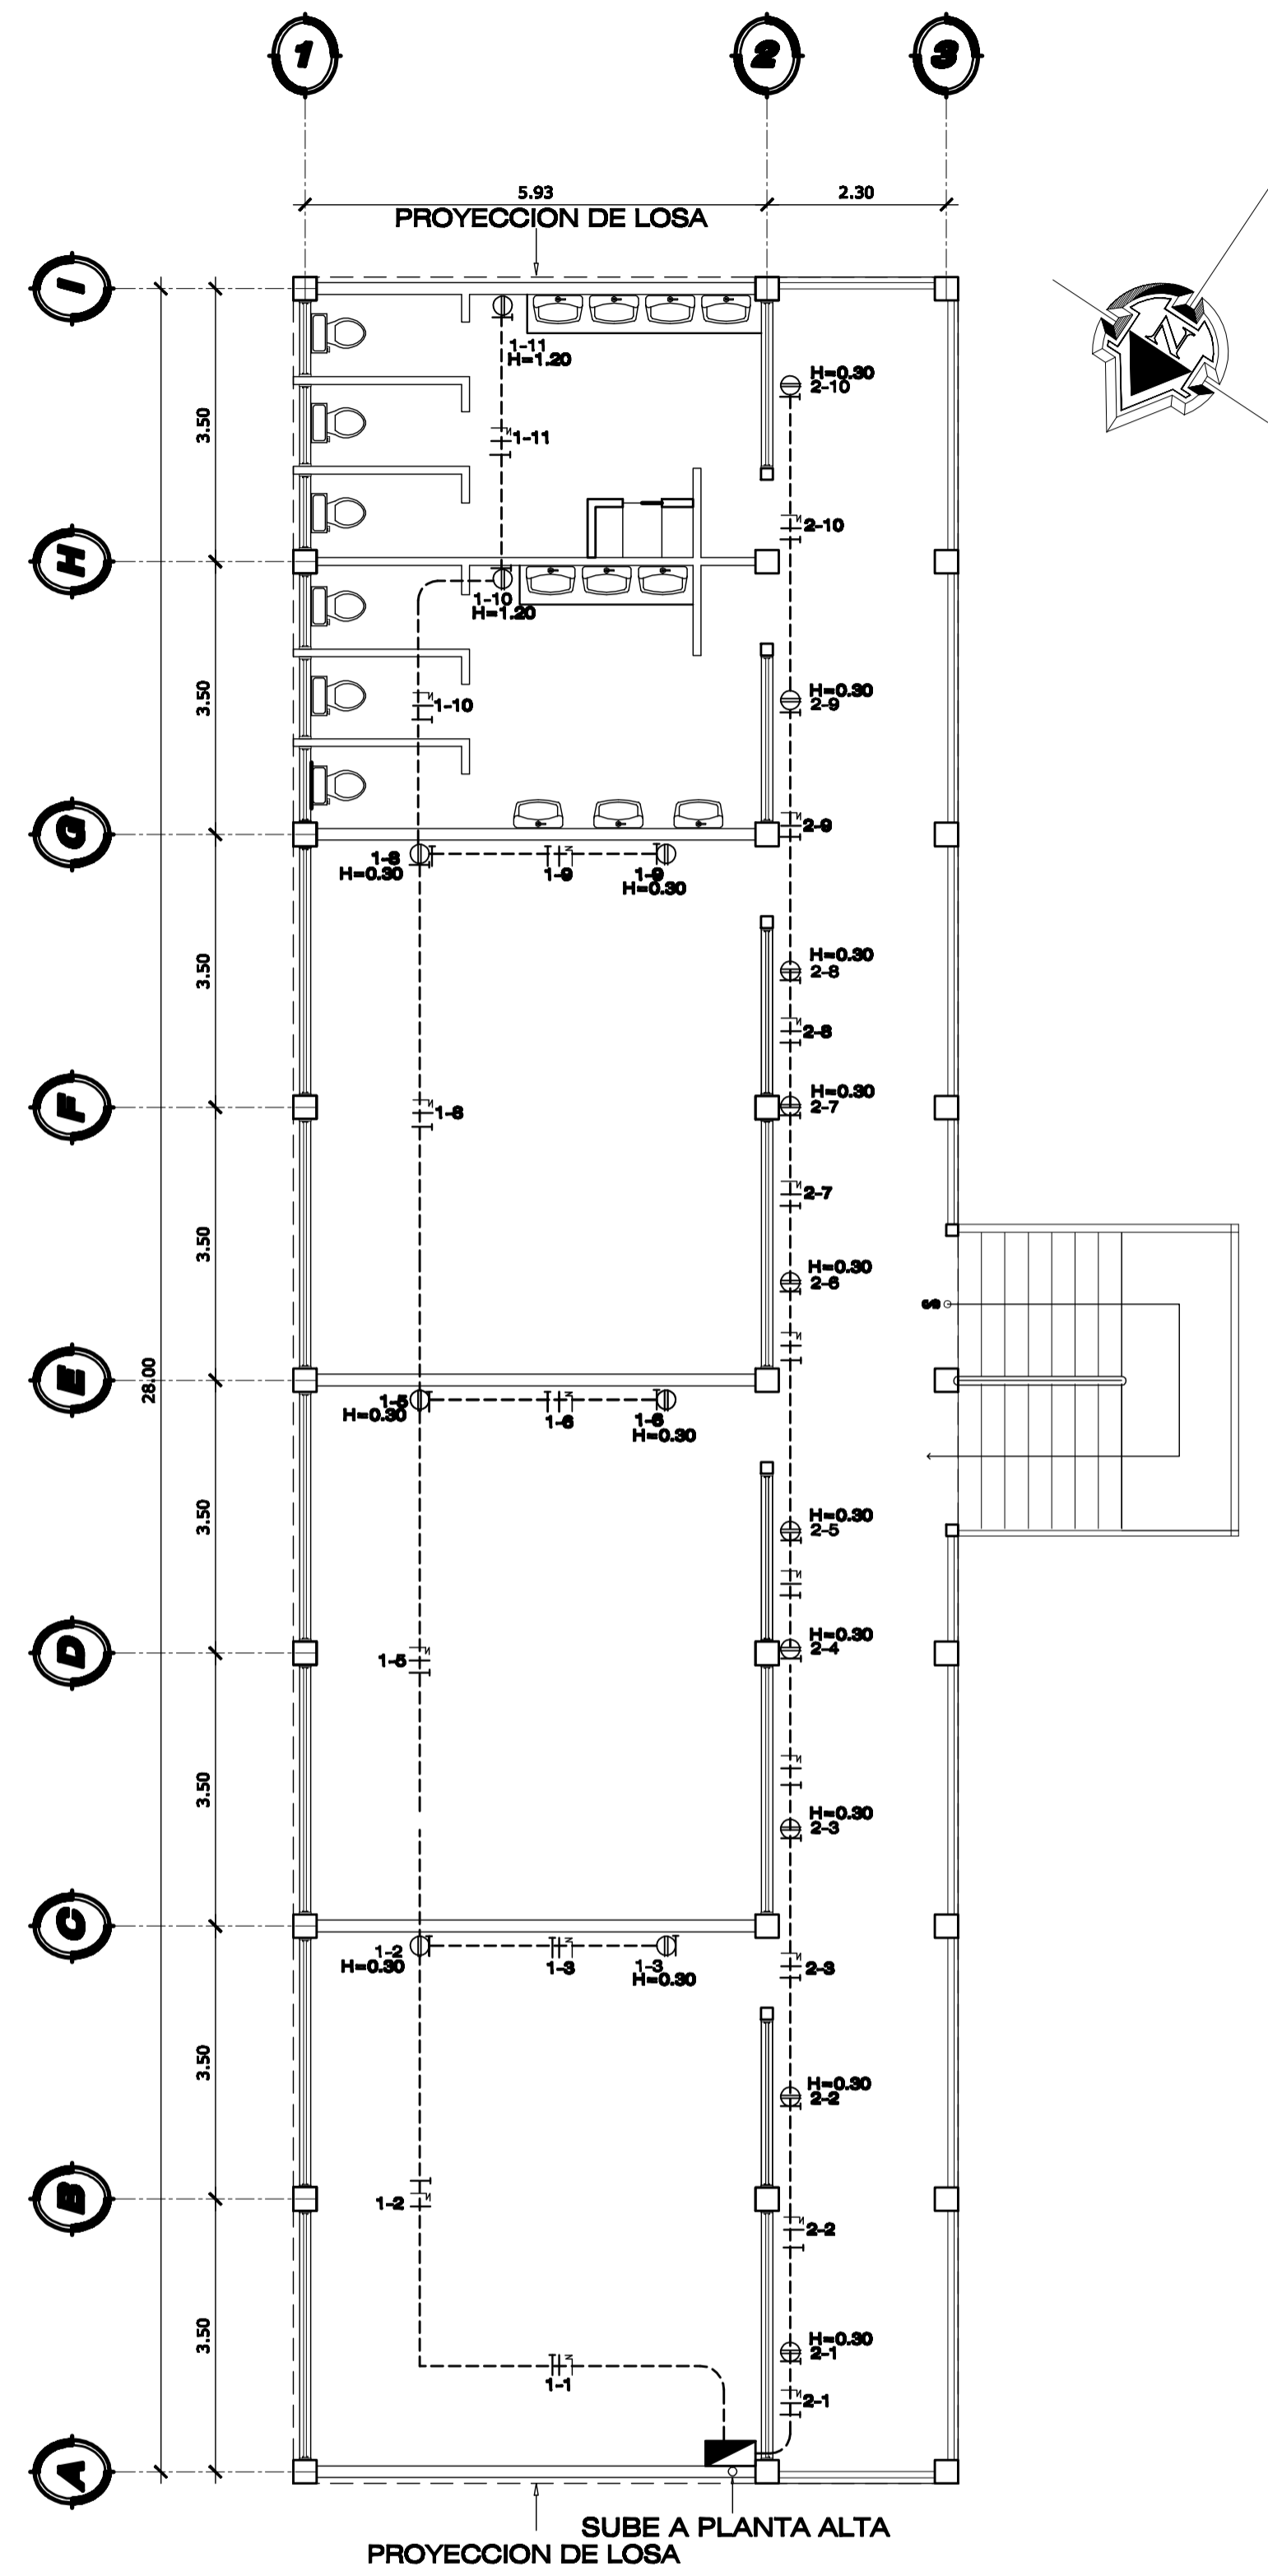 1
2
3
5.93
2.30
PROYECCION DE LOSA
I
N
1-11
H=1.20
H=0.30
2-10
3.50
1-11
2-10
H
1-10
H=1.20
H=0.30
2-9
3.50
1-10
2-9
G
1-8
H=0.30
1-9
1-9
H=0.30
H=0.30
2-8
3.50
2-8
F
H=0.30
2-7
1-8
2-7
3.50
H=0.30
2-6
S
E
28.00
1-5
H=0.30
1-6
1-6
H=0.30
H=0.30
2-5
3.50
D
H=0.30
2-4
1-5
3.50
H=0.30
2-3
C
1-2
H=0.30
1-3
1-3
H=0.30
2-3
3.50
H=0.30
2-2
B
1-2
2-2
3.50
H=0.30
2-1
1-1
2-1
A
SUBE A PLANTA ALTA
PROYECCION DE LOSA